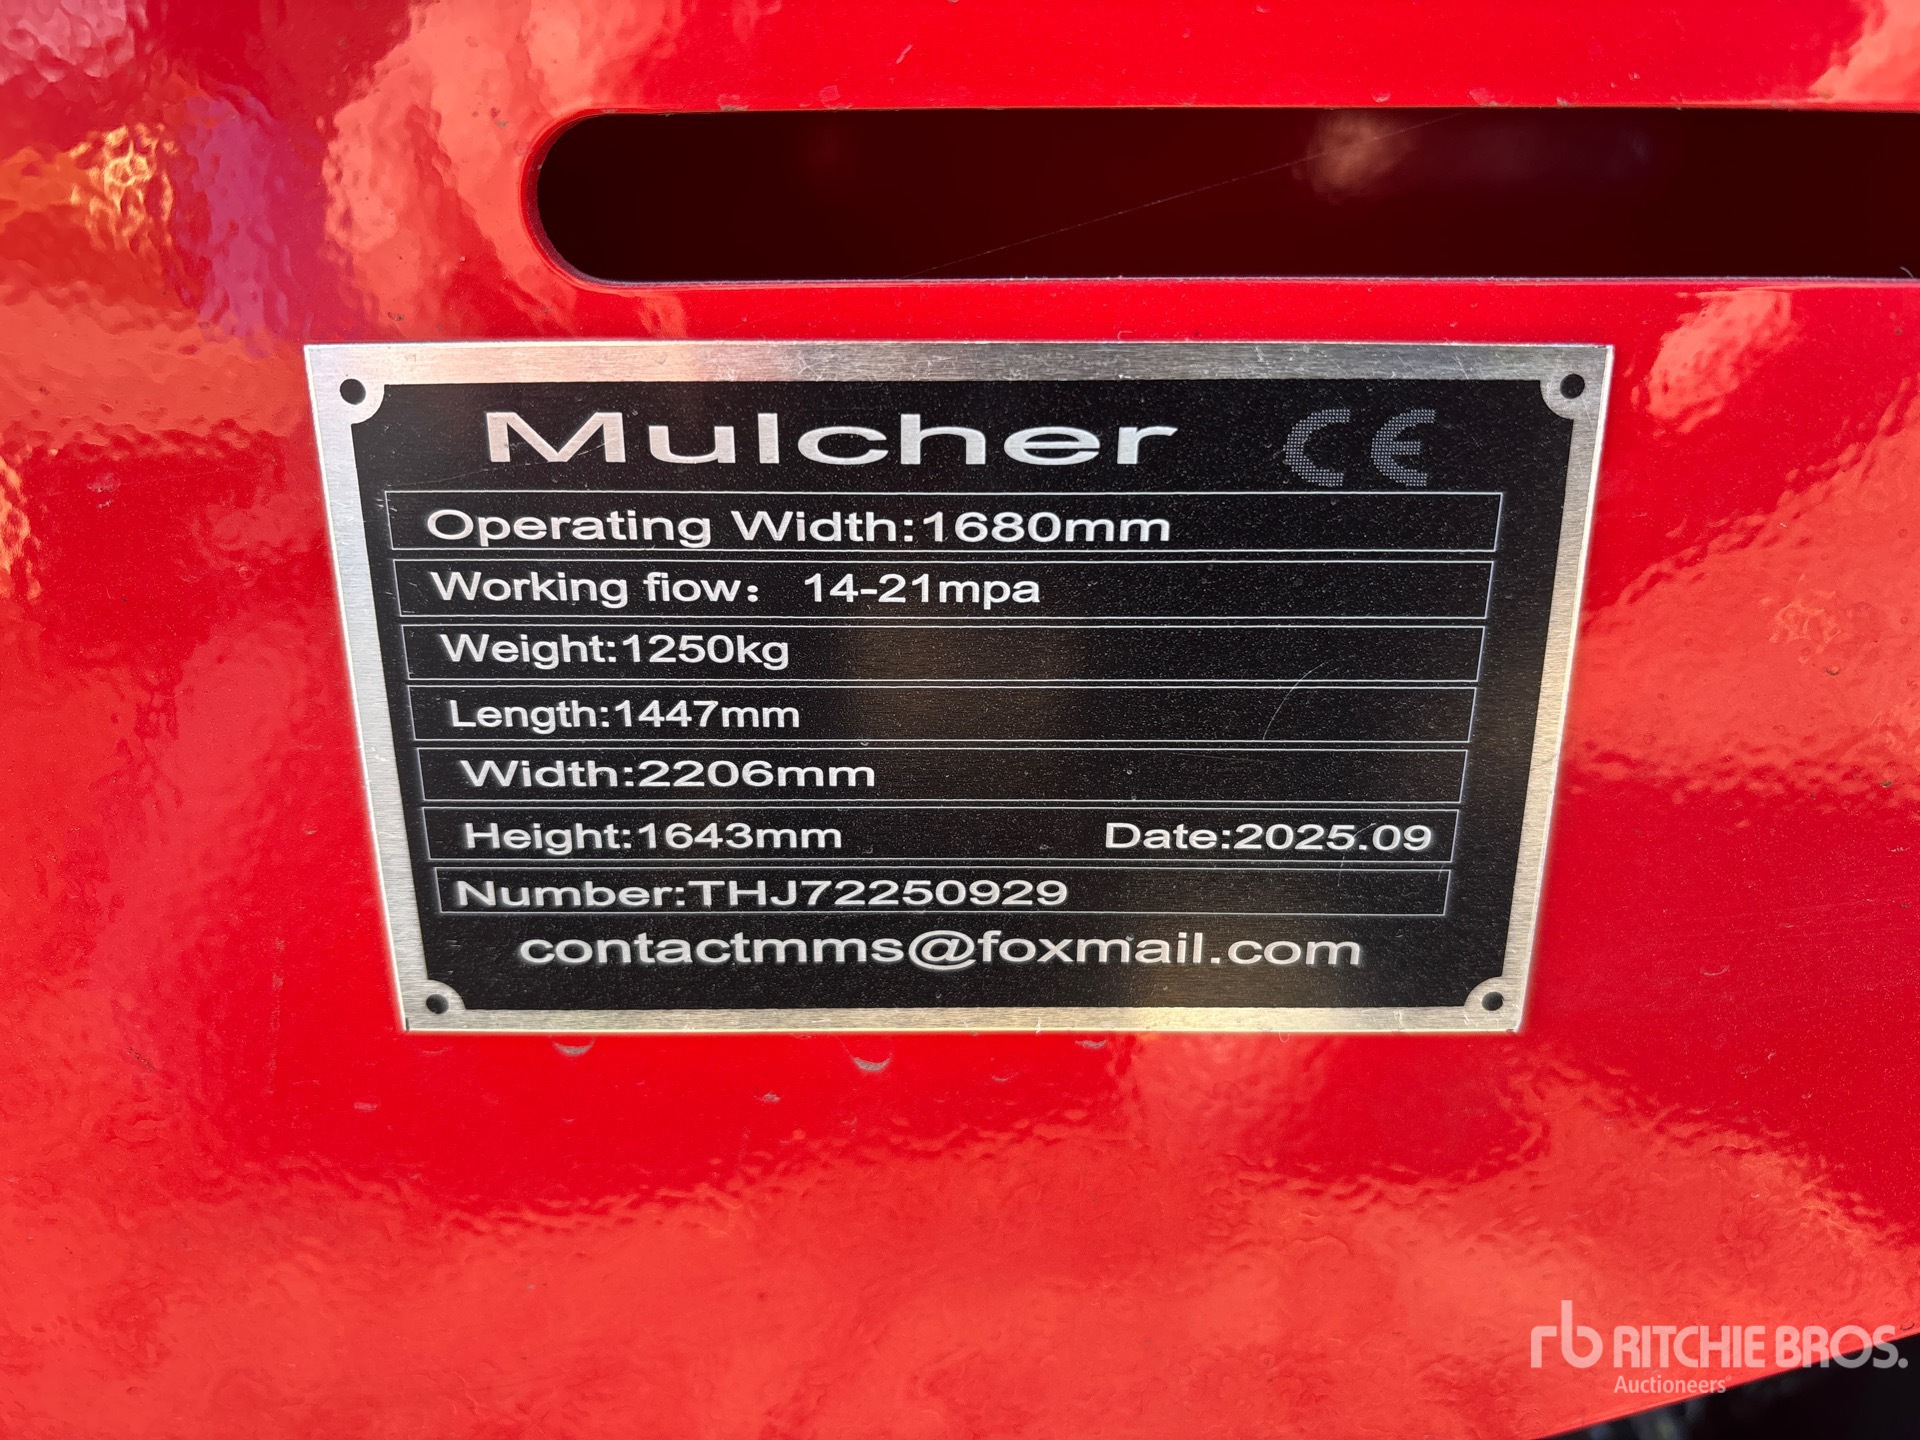 Mulcher CE
Operating Width:1680mm
Working fiow: 14-21mpa
Weight:1250kg
Length:1447mm
Width:2206mm
Height:1643mm Date:2025.09
Number:THJ72250929
contactmms@foxmail.com
rb RITCHIE BROS.
Auctioneers